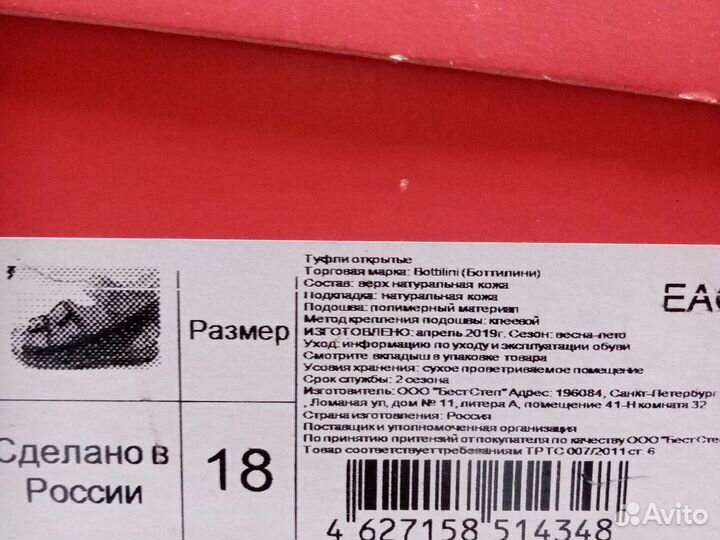 Туфли открытые
Торговая марка: Bottilini (Боттилини)
Состав: верх натуральная кожа
Подкладка: натуральная кожа
Подошва: полимерный материал
Метод крепления подошвы: клеевой
ИЗГОТОВЛЕНО: апрель 2019г. Сезон: весна-лето
Уход: информацию по уходу и эксплуатации обуви
Смотрите вкладыш в упаковке товара
Условия хранения: сухое проветриваемое помещение
Срок службы: 2 сезона
Изготовитель: ООО "БестСтеп" Адрес: 196084, Санкт-Петербург
, Ломаная ул, дом № 11, литера А, помещение 41-Н комната 32
Страна изготовления: Россия
Поставщик и уполномоченная организация
По принятию притензий от покупателя по качеству ООО "БестСте
Товар соответствует требованиям ТРТС 007/2011 ст. 6
EAC
Размер
18
Сделано в
России
4 627158 514348
Avito